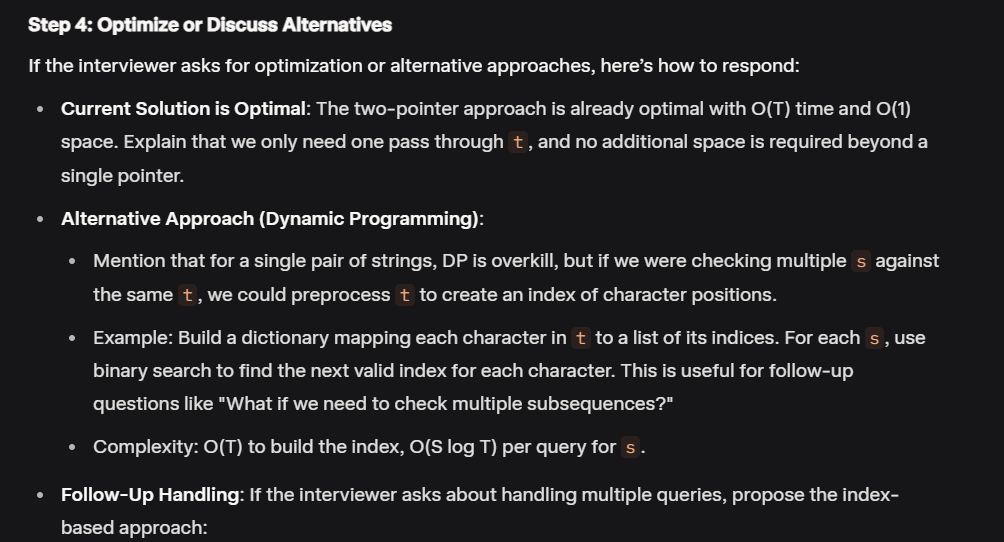 Step 4: Optimize or Discuss Alternatives
If the interviewer asks for optimization or alternative approaches, here's how to respond:
• Current Solution is Optimal: The two-pointer approach is already optimal with O(T) time and O(1)
space. Explain that we only need one pass through t, and no additional space is required beyond a
single pointer.
• Alternative Approach (Dynamic Programming):
• Mention that for a single pair of strings, DP is overkill, but if we were checking multiple s against
the same t, we could preprocess t to create an index of character positions.
• Example: Build a dictionary mapping each character in t to a list of its indices. For each s, use
binary search to find the next valid index for each character. This is useful for follow-up
questions like "What if we need to check multiple subsequences?"
• Complexity: O(T) to build the index, O(S log T) per query for s.
• Follow-Up Handling: If the interviewer asks about handling multiple queries, propose the index-
based approach: